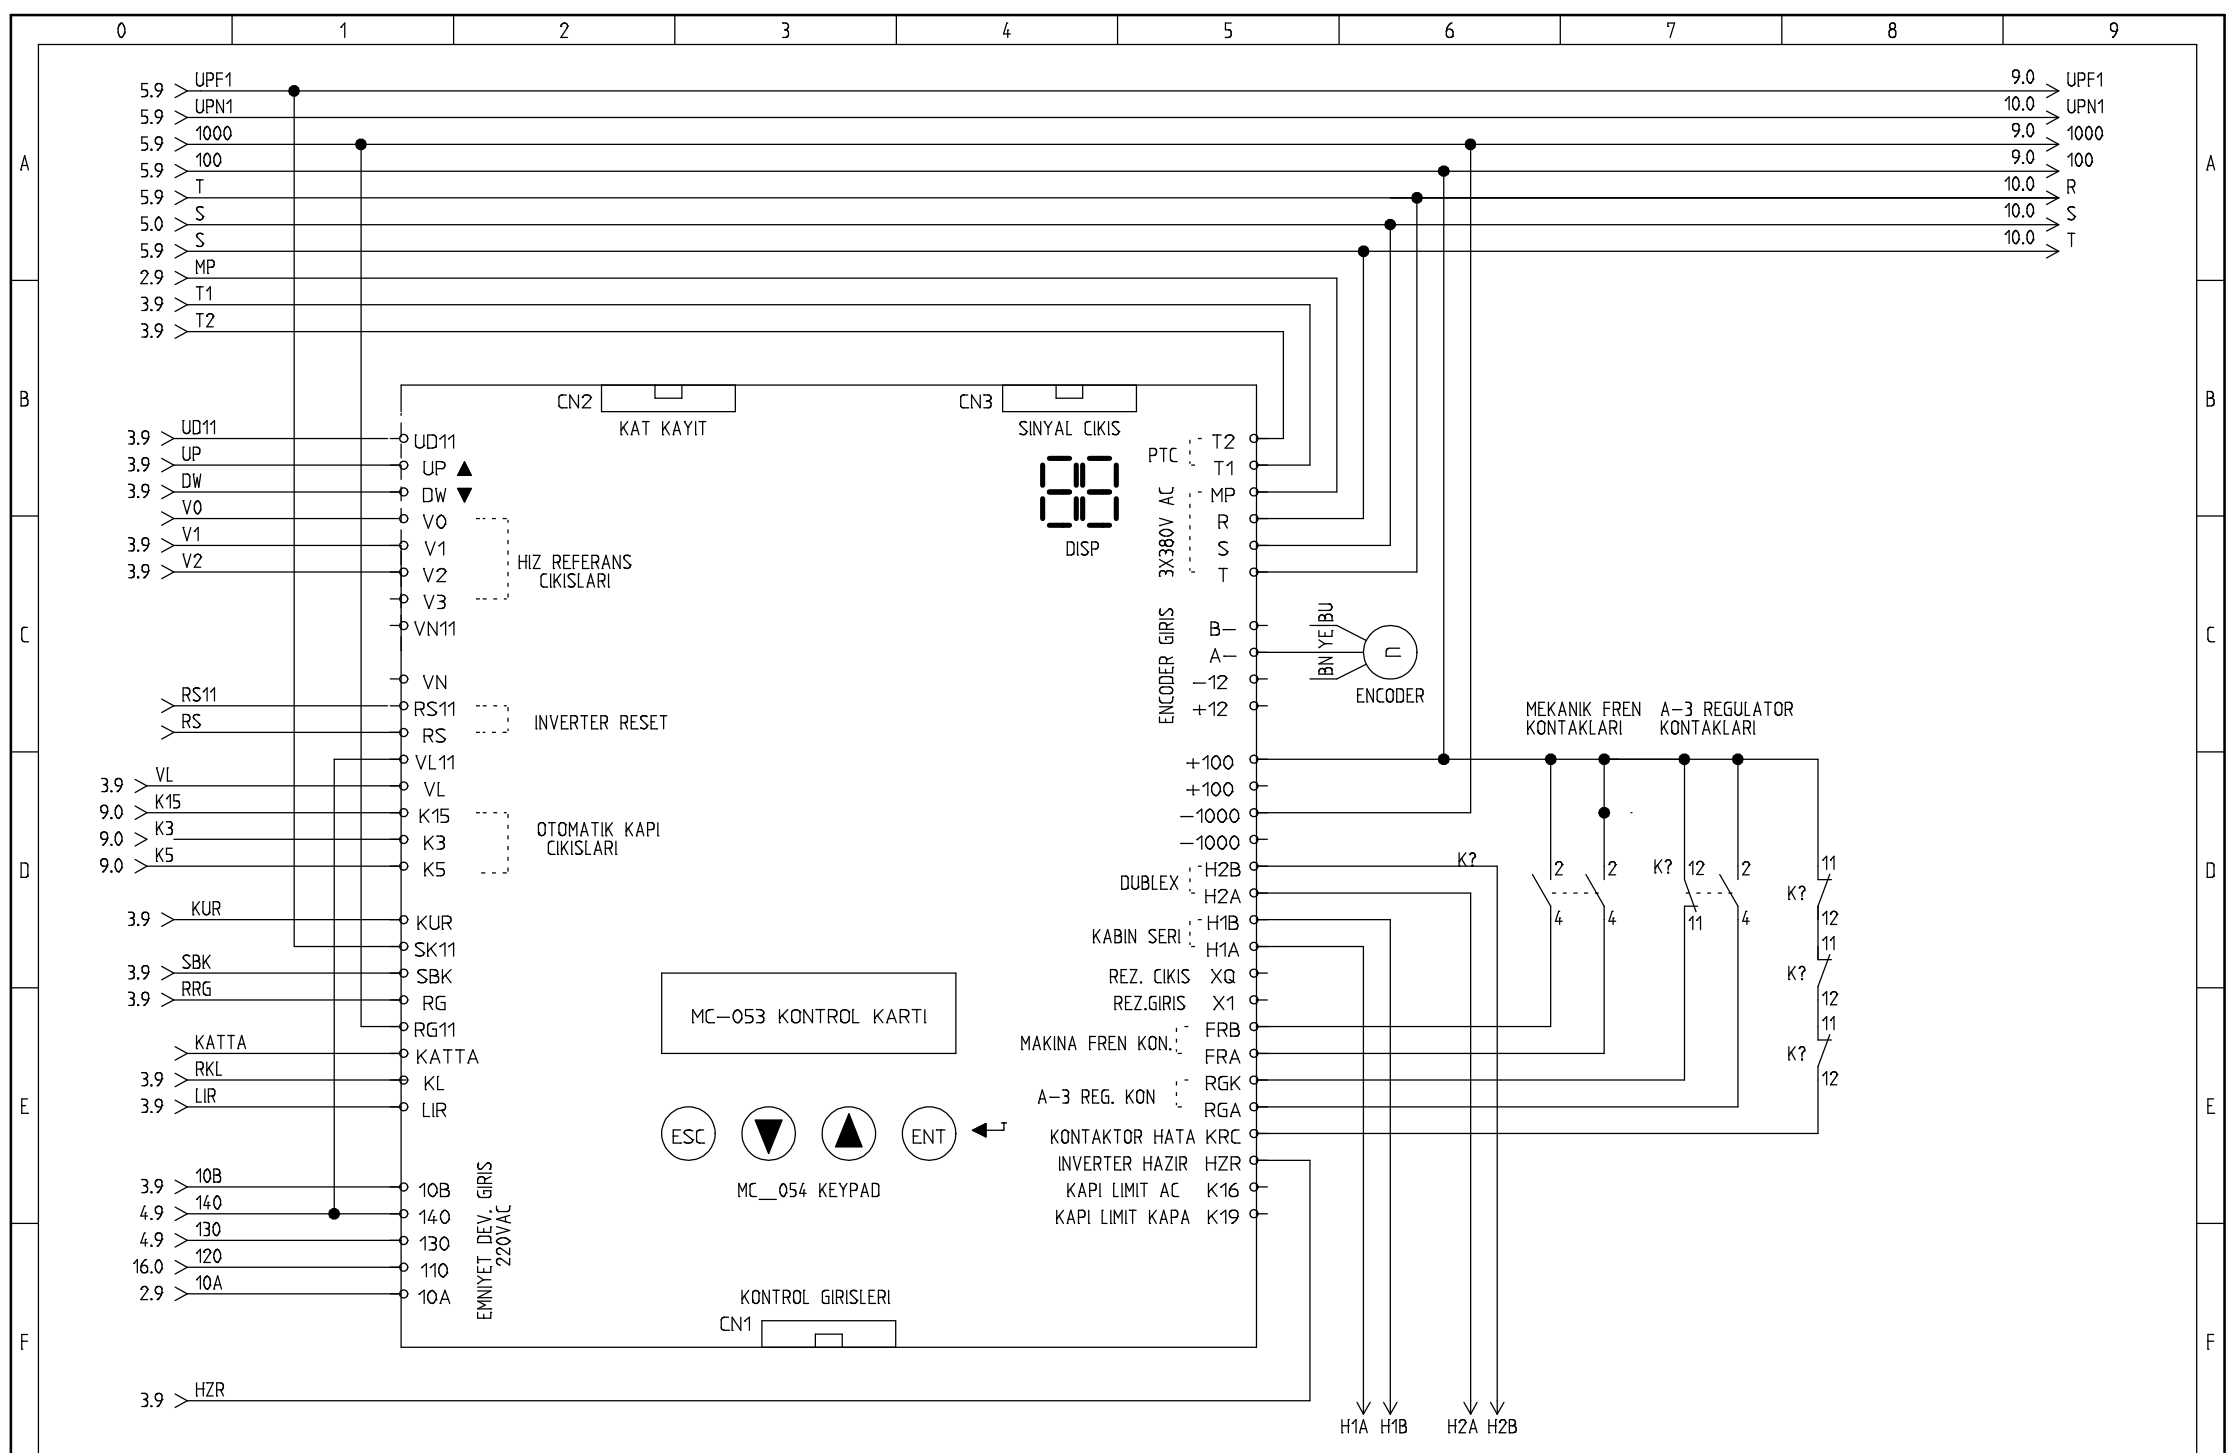 0 1 2 3 4 5 6 7 8 9
5.9 UPF1 9.0 UPF1
5.9 UPN1 10.0 UPN1
5.9 1000 9.0 1000
A 5.9 100 9.0 100 A
5.9 T 10.0 R
5.0 S 10.0 S
5.9 S 10.0 T
2.9 MP
3.9 T1
3.9 T2
B B
CN2 CN3
KAT KAYIT SINYAL CIKIS
3.9 UD11 UD11 T2
PTC
3.9 UP UP T1
3.9 DW DW MP
V0 V0 R
3.9 V1 V1 S
DISP
3X380V AC
3.9 V2 V2 T
HIZ REFERANS
CIKISLARI
V3
C VN11 B- C
A-
VN -12
RS11 RS11 +12
ENCODER GIRIS
BN YE BU
n
ENCODER
RS RS
INVERTER RESET
MEKANIK FREN
KONTAKLARI
A-3 REGULATOR
KONTAKLARI
VL11 +100
3.9 VL VL +100
9.0 K15 K15 -1000
9.0 K3 K3 -1000
OTOMATIK KAPI
CIKISLARI
D 9.0 K5 K5 H2B D
K? 2 2 K? 12 2 11
DUBLEX H2A
K?
3.9 KUR KUR H1B
4 4 11 4 12
KABIN SERI
SK11 H1A
11
3.9 SBK SBK REZ. CIKIS XQ
K?
3.9 RRG RG REZ.GIRIS X1
12
MC-053 KONTROL KARTI
RG11 FRB
11
MAKINA FREN KON.
KATTA KATTA FRA
K?
3.9 RKL KL RGK
12
A-3 REG. KON
E 3.9 LIR LIR RGA E
ESC ENT
KONTAKTOR HATA KRC
INVERTER HAZIR HZR
MC__054 KEYPAD
3.9 10B 10B KAPI LIMIT AC K16
4.9 140 140 KAPI LIMIT KAPA K19
4.9 130 130
16.0 120 110
2.9 10A 10A
EMNIYET DEV. GIRIS
220VAC
KONTROL GIRISLERI
CN1
F F
3.9 HZR
H1A H1B H2A H2B